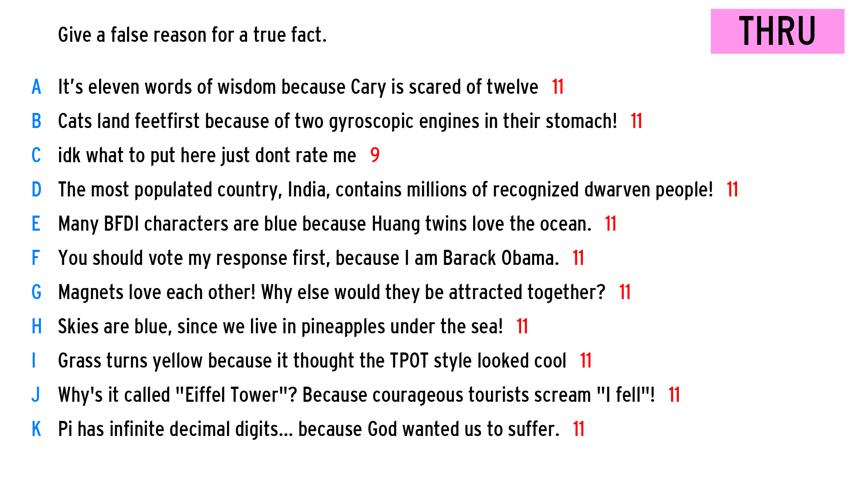 Give a false reason for a true fact.
THRU
A It's eleven words of wisdom because Cary is scared of twelve 11
B Cats land feetfirst because of two gyroscopic engines in their stomach! 11
C idk what to put here just dont rate me 9
D The most populated country, India, contains millions of recognized dwarven people! 11
E Many BFDI characters are blue because Huang twins love the ocean. 11
F You should vote my response first, because I am Barack Obama. 11
G Magnets love each other! Why else would they be attracted together? 11
H Skies are blue, since we live in pineapples under the sea! 11
I Grass turns yellow because it thought the TPOT style looked cool 11
J Why's it called "Eiffel Tower"? Because courageous tourists scream "I fell"! 11
K Pi has infinite decimal digits... because God wanted us to suffer. 11